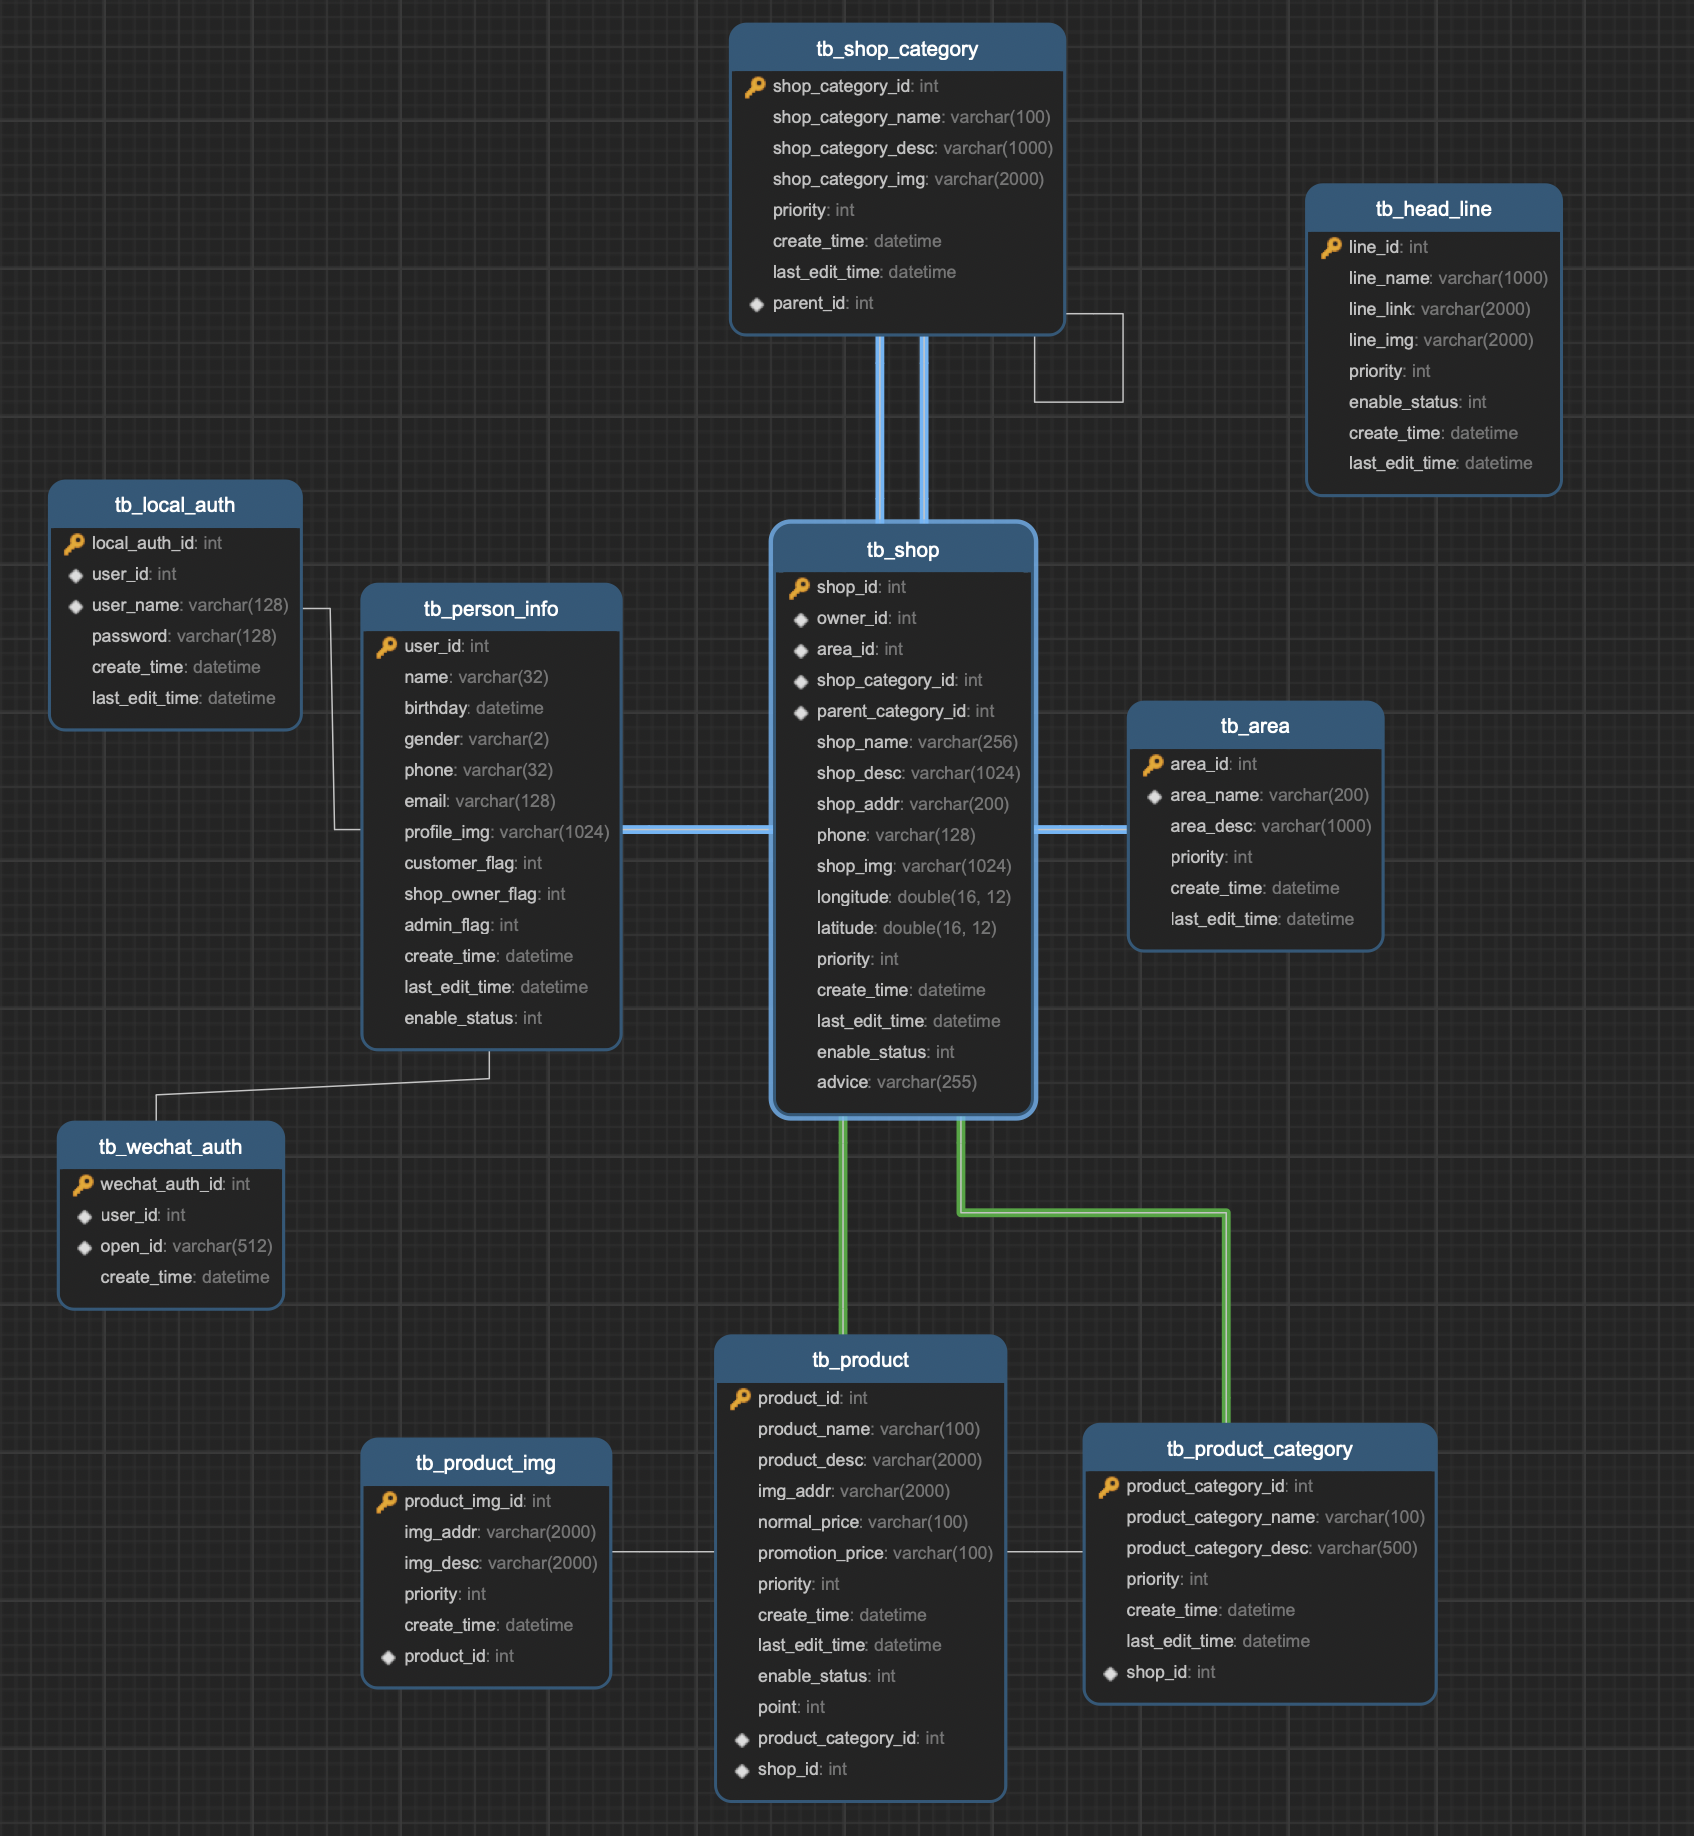 tb_shop_category
shop_category_id: int
shop_category_name: varchar(100)
shop_category_desc: varchar(1000)
shop_category_img: varchar(2000)
priority: int
create_time: datetime
last_edit_time: datetime
parent_id: int
tb_head_line
line_id: int
line_name: varchar(1000)
line_link: varchar(2000)
line_img: varchar(2000)
priority: int
enable_status: int
create_time: datetime
last_edit_time: datetime
tb_local_auth
local_auth_id: int
user_id: int
user_name: varchar(128)
password: varchar(128)
create_time: datetime
last_edit_time: datetime
tb_person_info
user_id: int
name: varchar(32)
birthday: datetime
gender: varchar(2)
phone: varchar(32)
email: varchar(128)
profile_img: varchar(1024)
customer_flag: int
shop_owner_flag: int
admin_flag: int
create_time: datetime
last_edit_time: datetime
enable_status: int
tb_shop
shop_id: int
owner_id: int
area_id: int
shop_category_id: int
parent_category_id: int
shop_name: varchar(256)
shop_desc: varchar(1024)
shop_addr: varchar(200)
phone: varchar(128)
shop_img: varchar(1024)
longitude: double(16, 12)
latitude: double(16, 12)
priority: int
create_time: datetime
last_edit_time: datetime
enable_status: int
advice: varchar(255)
tb_area
area_id: int
area_name: varchar(200)
area_desc: varchar(1000)
priority: int
create_time: datetime
last_edit_time: datetime
tb_wechat_auth
wechat_auth_id: int
user_id: int
open_id: varchar(512)
create_time: datetime
tb_product_img
product_img_id: int
img_addr: varchar(2000)
img_desc: varchar(2000)
priority: int
create_time: datetime
product_id: int
tb_product
product_id: int
product_name: varchar(100)
product_desc: varchar(2000)
img_addr: varchar(2000)
normal_price: varchar(100)
promotion_price: varchar(100)
priority: int
create_time: datetime
last_edit_time: datetime
enable_status: int
point: int
product_category_id: int
shop_id: int
tb_product_category
product_category_id: int
product_category_name: varchar(100)
product_category_desc: varchar(500)
priority: int
create_time: datetime
last_edit_time: datetime
shop_id: int